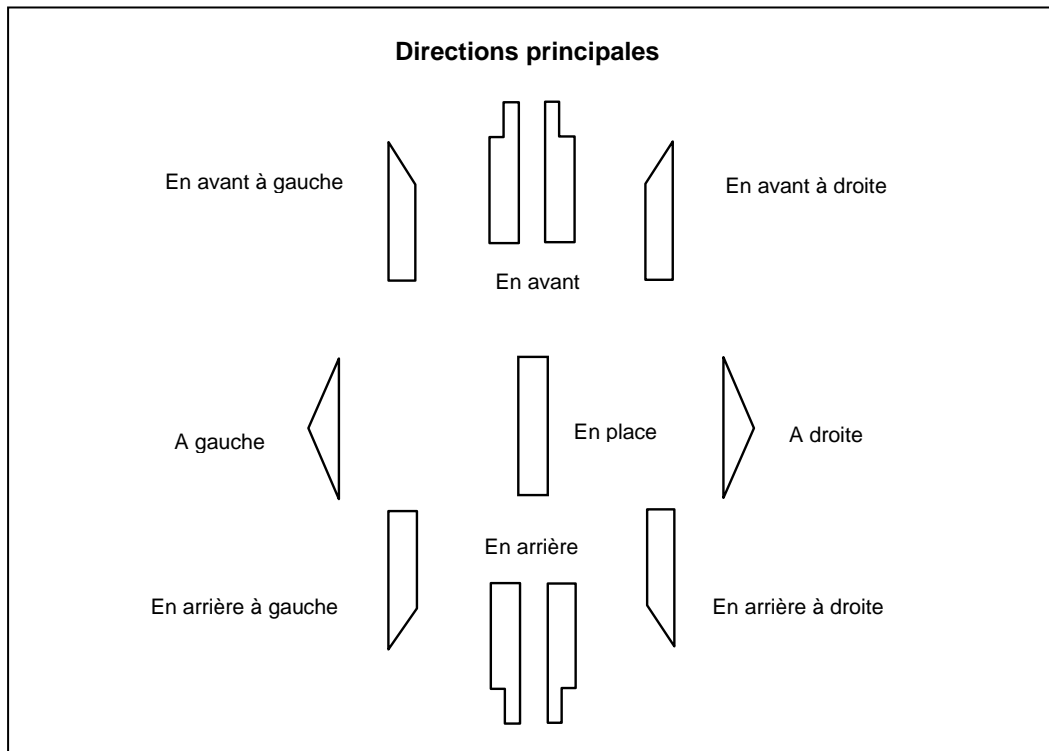 Directions principales
En avant à gauche
En avant à droite
En avant
A gauche
En place
A droite
En arrière
En arrière à gauche
En arrière à droite